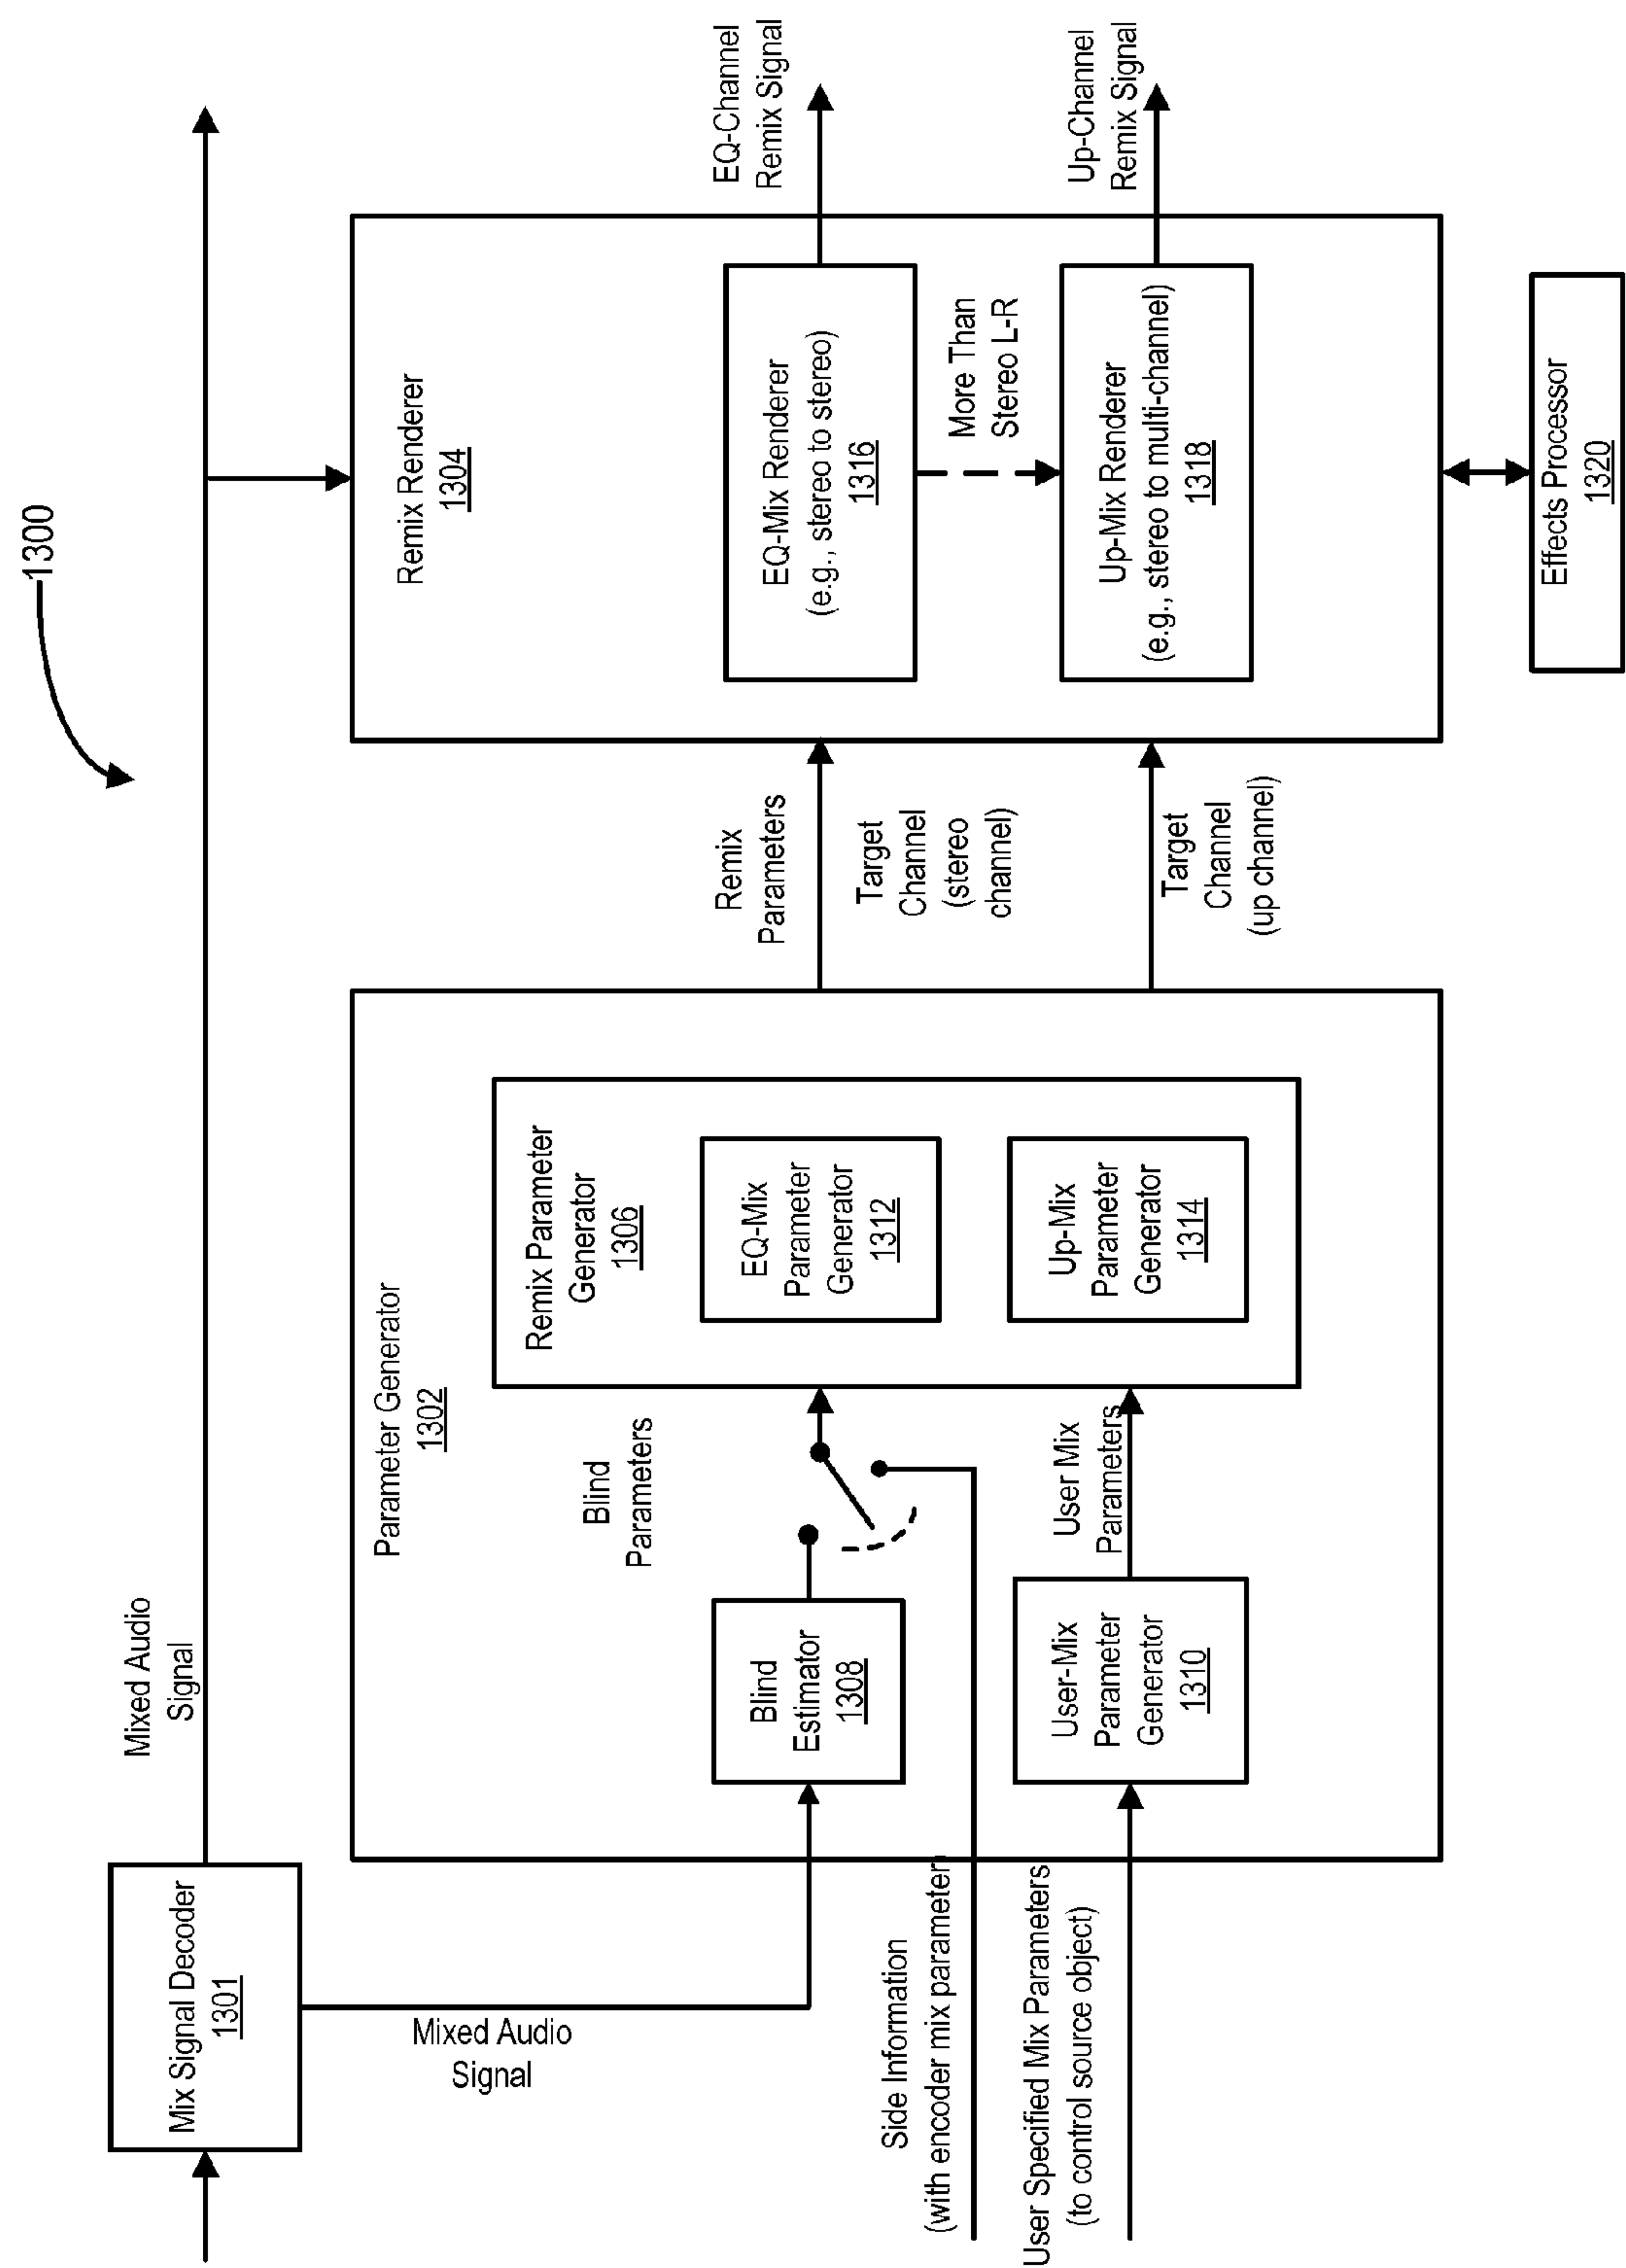 1300
Mix Signal Decoder
1301
Mixed Audio
Signal
Mixed Audio
Signal
Side Information
(with encoder mix parameter)
User Specified Mix Parameters
(to control source object)
Parameter Generator
1302
Blind
Estimator
1308
Blind
Parameters
User-Mix
Parameter
Generator
1310
User Mix
Parameters
Remix Parameter
Generator
1306
EQ-Mix
Parameter
Generator
1312
Up-Mix
Parameter
Generator
1314
Remix
Parameters
Target
Channel
(stereo
channel)
Target
Channel
(up channel)
Remix Renderer
1304
EQ-Mix Renderer
(e.g., stereo to stereo)
1316
More Than
Stereo L-R
Up-Mix Renderer
(e.g., stereo to multi-channel)
1318
EQ-Channel
Remix Signal
Up-Channel
Remix Signal
Effects Processor
1320